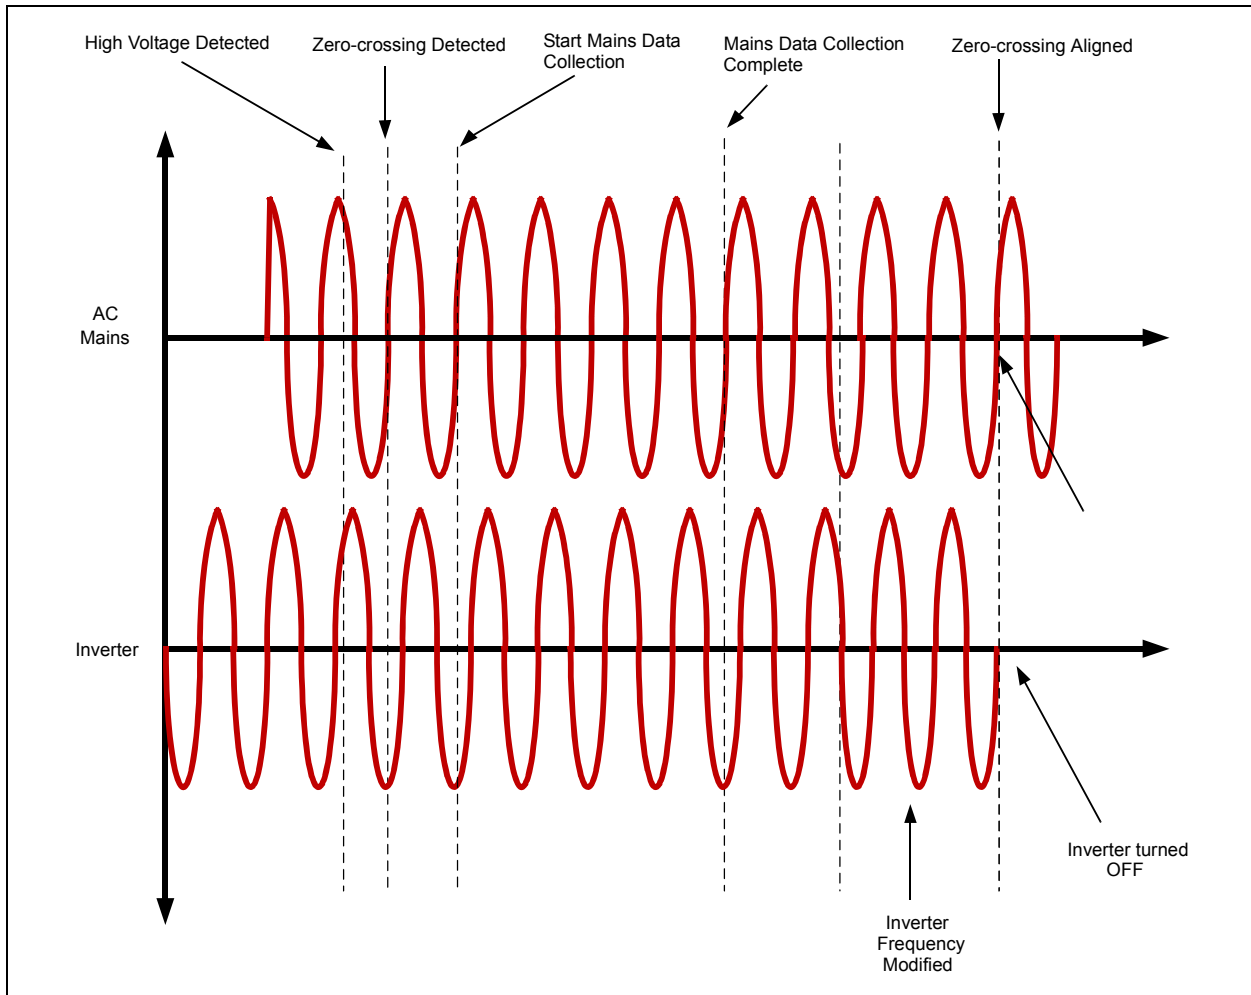 High Voltage Detected
Zero-crossing Detected
Start Mains Data
Collection
Mains Data Collection
Complete
Zero-crossing Aligned
AC
Mains
Inverter
Inverter turned
OFF
Inverter
Frequency
Modified